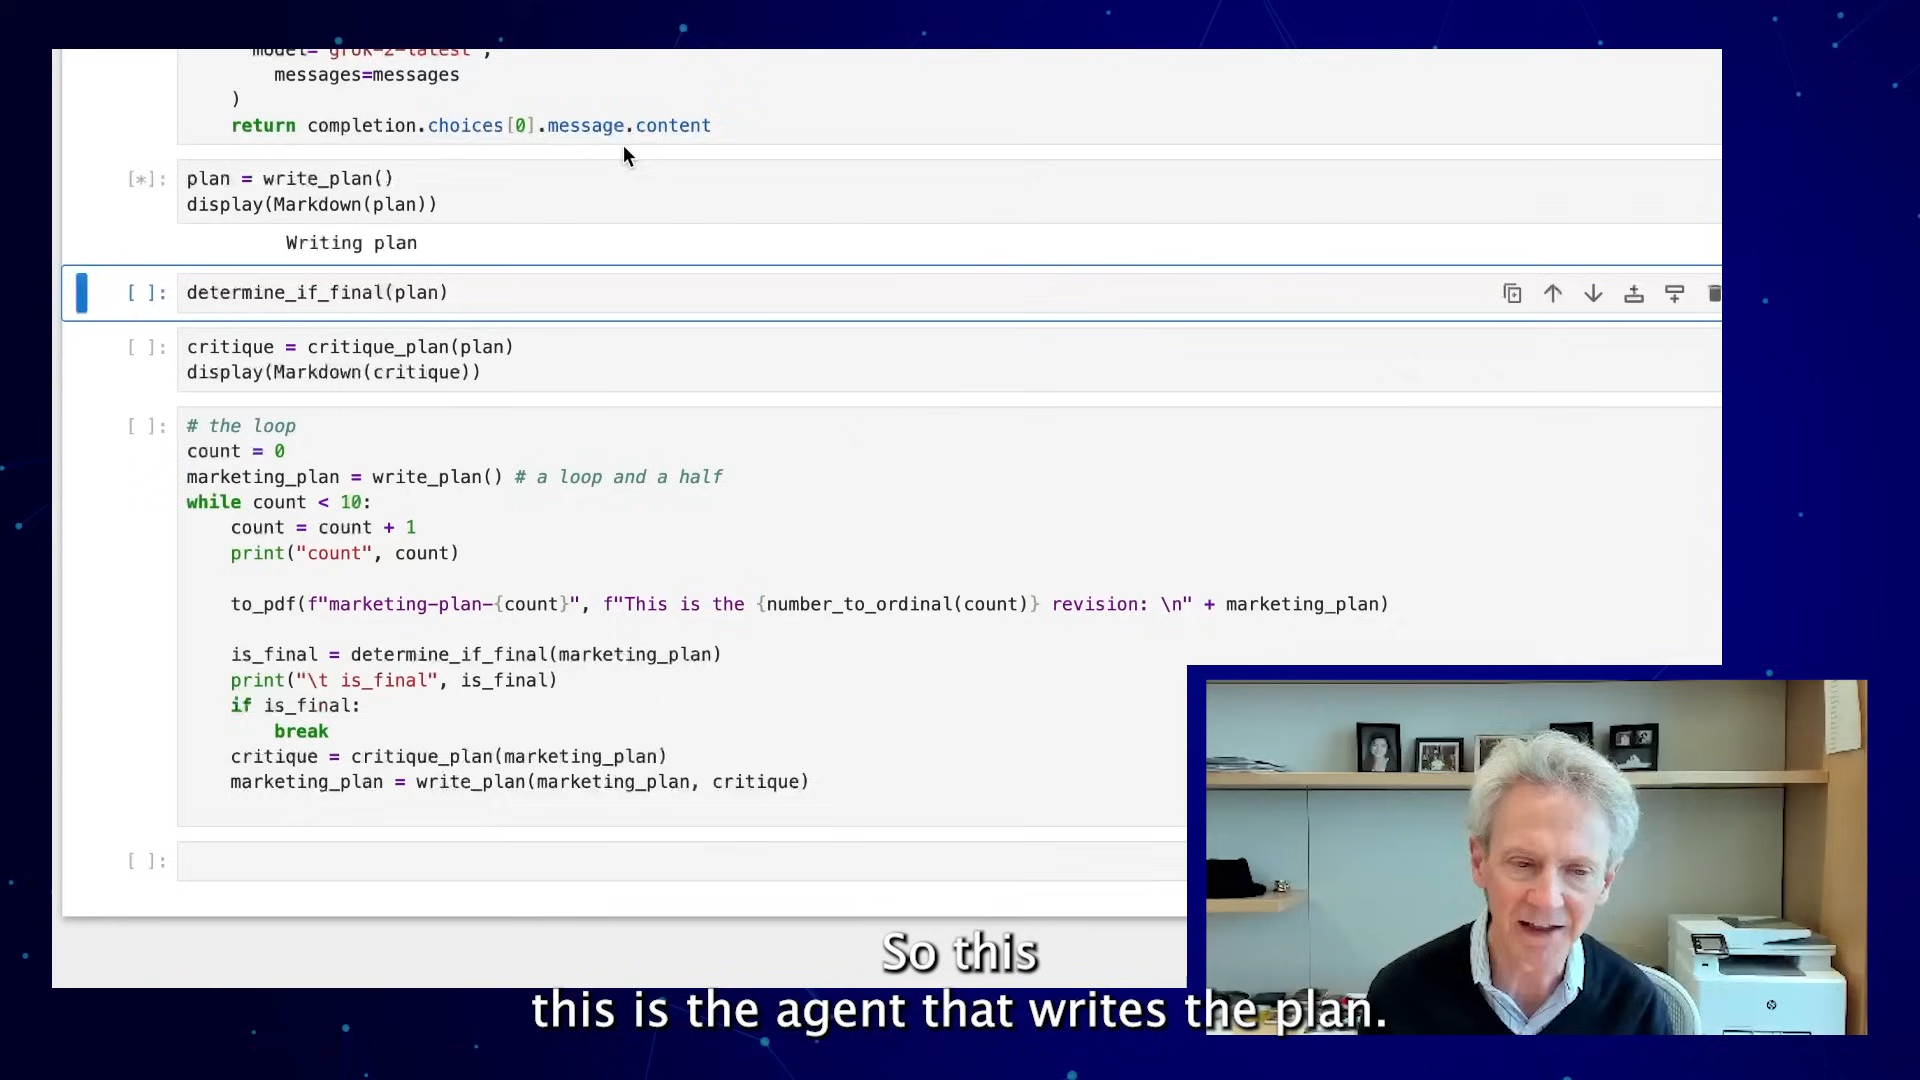 model="grok-2-latest",
messages=messages
)
return completion.choices[0].message.content
[*]:
plan = write_plan()
display(Markdown(plan))
Writing plan
[ ]:
determine_if_final(plan)
[ ]:
critique = critique_plan(plan)
display(Markdown(critique))
[ ]:
# the loop
count = 0
marketing_plan = write_plan() # a loop and a half
while count < 10:
count = count + 1
print("count", count)
to_pdf(f"marketing-plan-{count}", f"This is the {number_to_ordinal(count)} revision: \n" + marketing_plan)
is_final = determine_if_final(marketing_plan)
print("\t is_final", is_final)
if is_final:
break
critique = critique_plan(marketing_plan)
marketing_plan = write_plan(marketing_plan, critique)
[ ]:
So this
this is the agent that writes the plan.